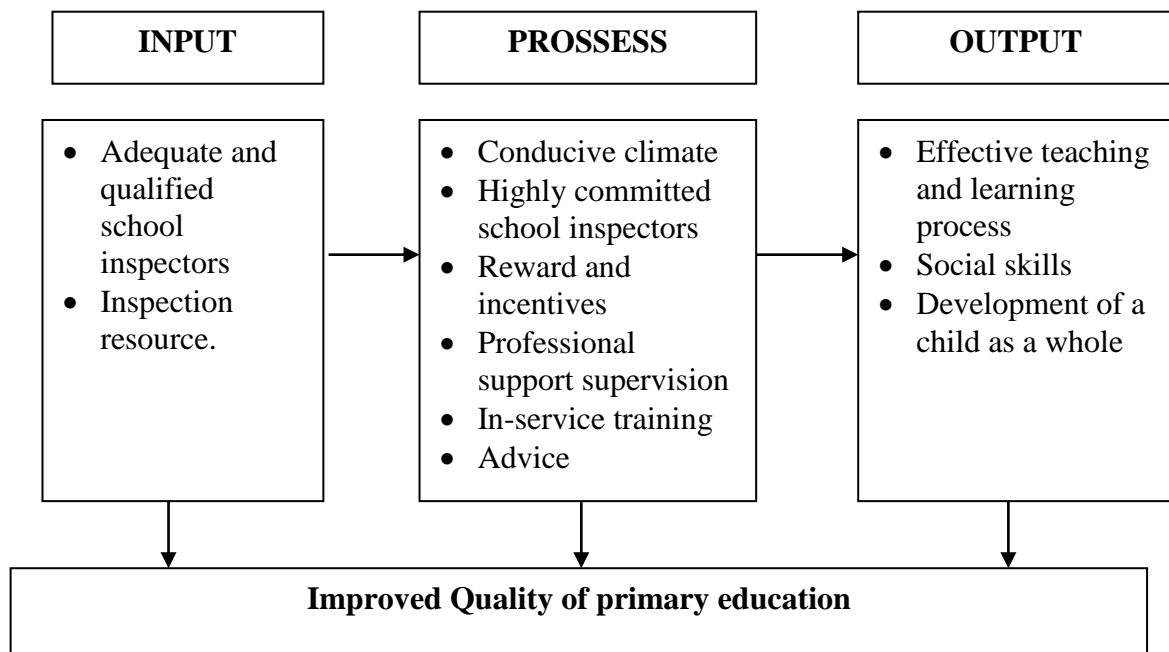 INPUT
PROSSESS
OUTPUT
• Adequate and
qualified
school
inspectors
• Inspection
resource.
• Conducive climate
• Highly committed
school inspectors
• Reward and
incentives
• Professional
support supervision
• In-service training
• Advice
• Effective teaching
and learning
process
• Social skills
• Development of a
child as a whole
Improved Quality of primary education